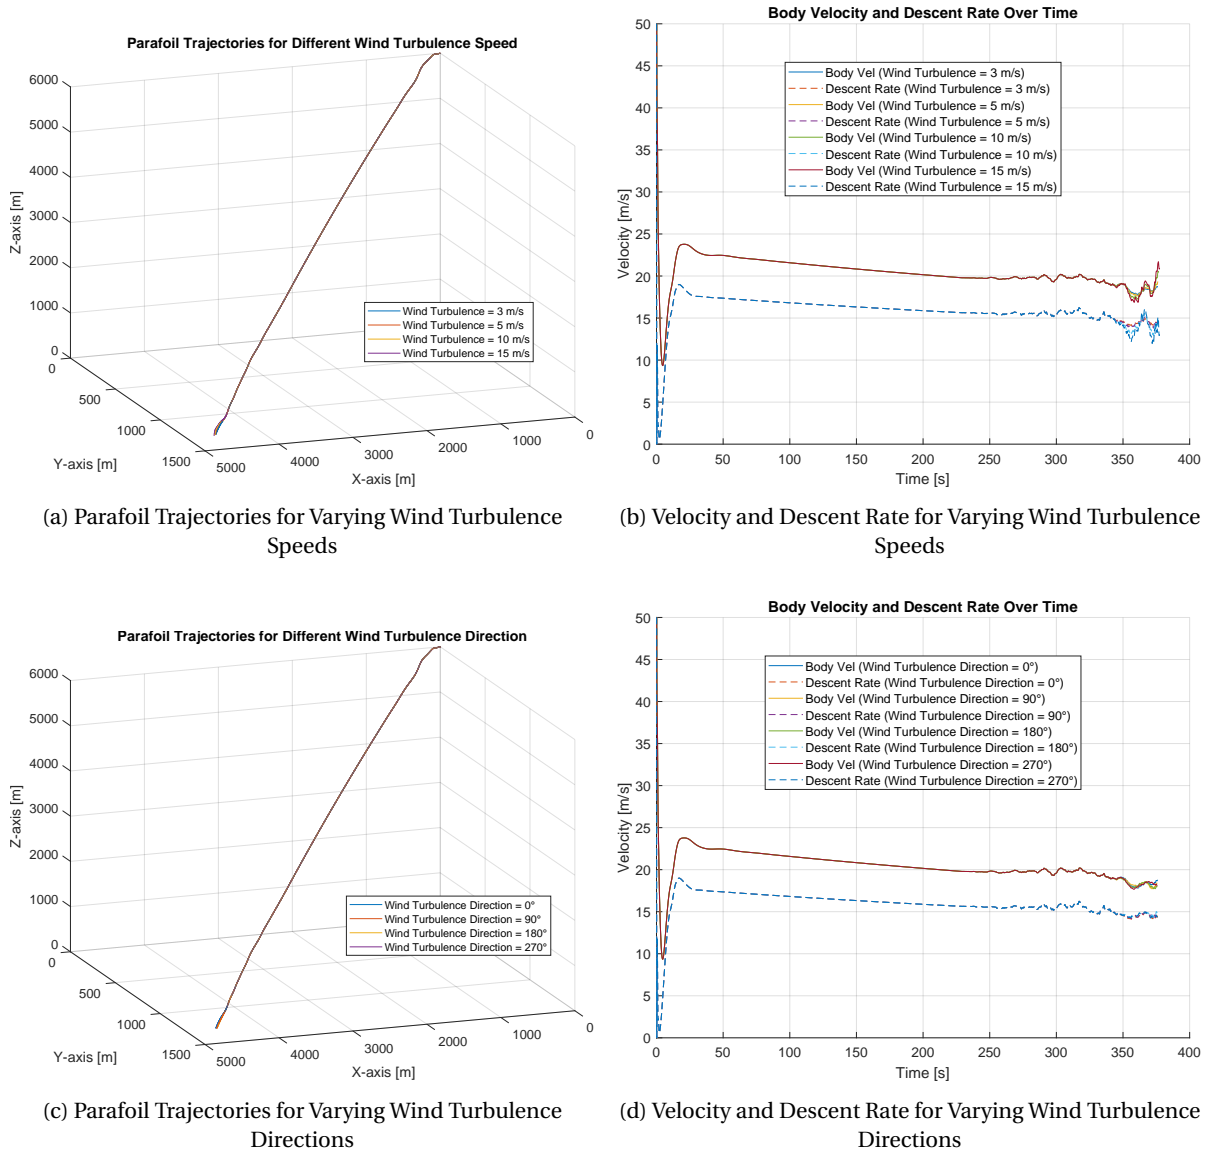 Parafoil Trajectories for Different Wind Turbulence Speed
6000
5000
4000
3000
2000
1000
0
Z-axis [m]
0
500
1000
1500
Y-axis [m]
5000
4000
3000
2000
1000
0
X-axis [m]
Wind Turbulence = 3 m/s
Wind Turbulence = 5 m/s
Wind Turbulence = 10 m/s
Wind Turbulence = 15 m/s
(a) Parafoil Trajectories for Varying Wind Turbulence
Speeds
Body Velocity and Descent Rate Over Time
50
45
40
35
30
25
20
15
10
5
0
Velocity [m/s]
Body Vel (Wind Turbulence = 3 m/s)
Descent Rate (Wind Turbulence = 3 m/s)
Body Vel (Wind Turbulence = 5 m/s)
Descent Rate (Wind Turbulence = 5 m/s)
Body Vel (Wind Turbulence = 10 m/s)
Descent Rate (Wind Turbulence = 10 m/s)
Body Vel (Wind Turbulence = 15 m/s)
Descent Rate (Wind Turbulence = 15 m/s)
0 50 100 150 200 250 300 350 400
Time [s]
(b) Velocity and Descent Rate for Varying Wind Turbulence
Speeds
Parafoil Trajectories for Different Wind Turbulence Direction
6000
5000
4000
3000
2000
1000
0
Z-axis [m]
0
500
1000
1500
Y-axis [m]
5000
4000
3000
2000
1000
0
X-axis [m]
Wind Turbulence Direction = 0°
Wind Turbulence Direction = 90°
Wind Turbulence Direction = 180°
Wind Turbulence Direction = 270°
(c) Parafoil Trajectories for Varying Wind Turbulence
Directions
Body Velocity and Descent Rate Over Time
50
45
40
35
30
25
20
15
10
5
0
Velocity [m/s]
Body Vel (Wind Turbulence Direction = 0°)
Descent Rate (Wind Turbulence Direction = 0°)
Body Vel (Wind Turbulence Direction = 90°)
Descent Rate (Wind Turbulence Direction = 90°)
Body Vel (Wind Turbulence Direction = 180°)
Descent Rate (Wind Turbulence Direction = 180°)
Body Vel (Wind Turbulence Direction = 270°)
Descent Rate (Wind Turbulence Direction = 270°)
0 50 100 150 200 250 300 350 400
Time [s]
(d) Velocity and Descent Rate for Varying Wind Turbulence
Directions